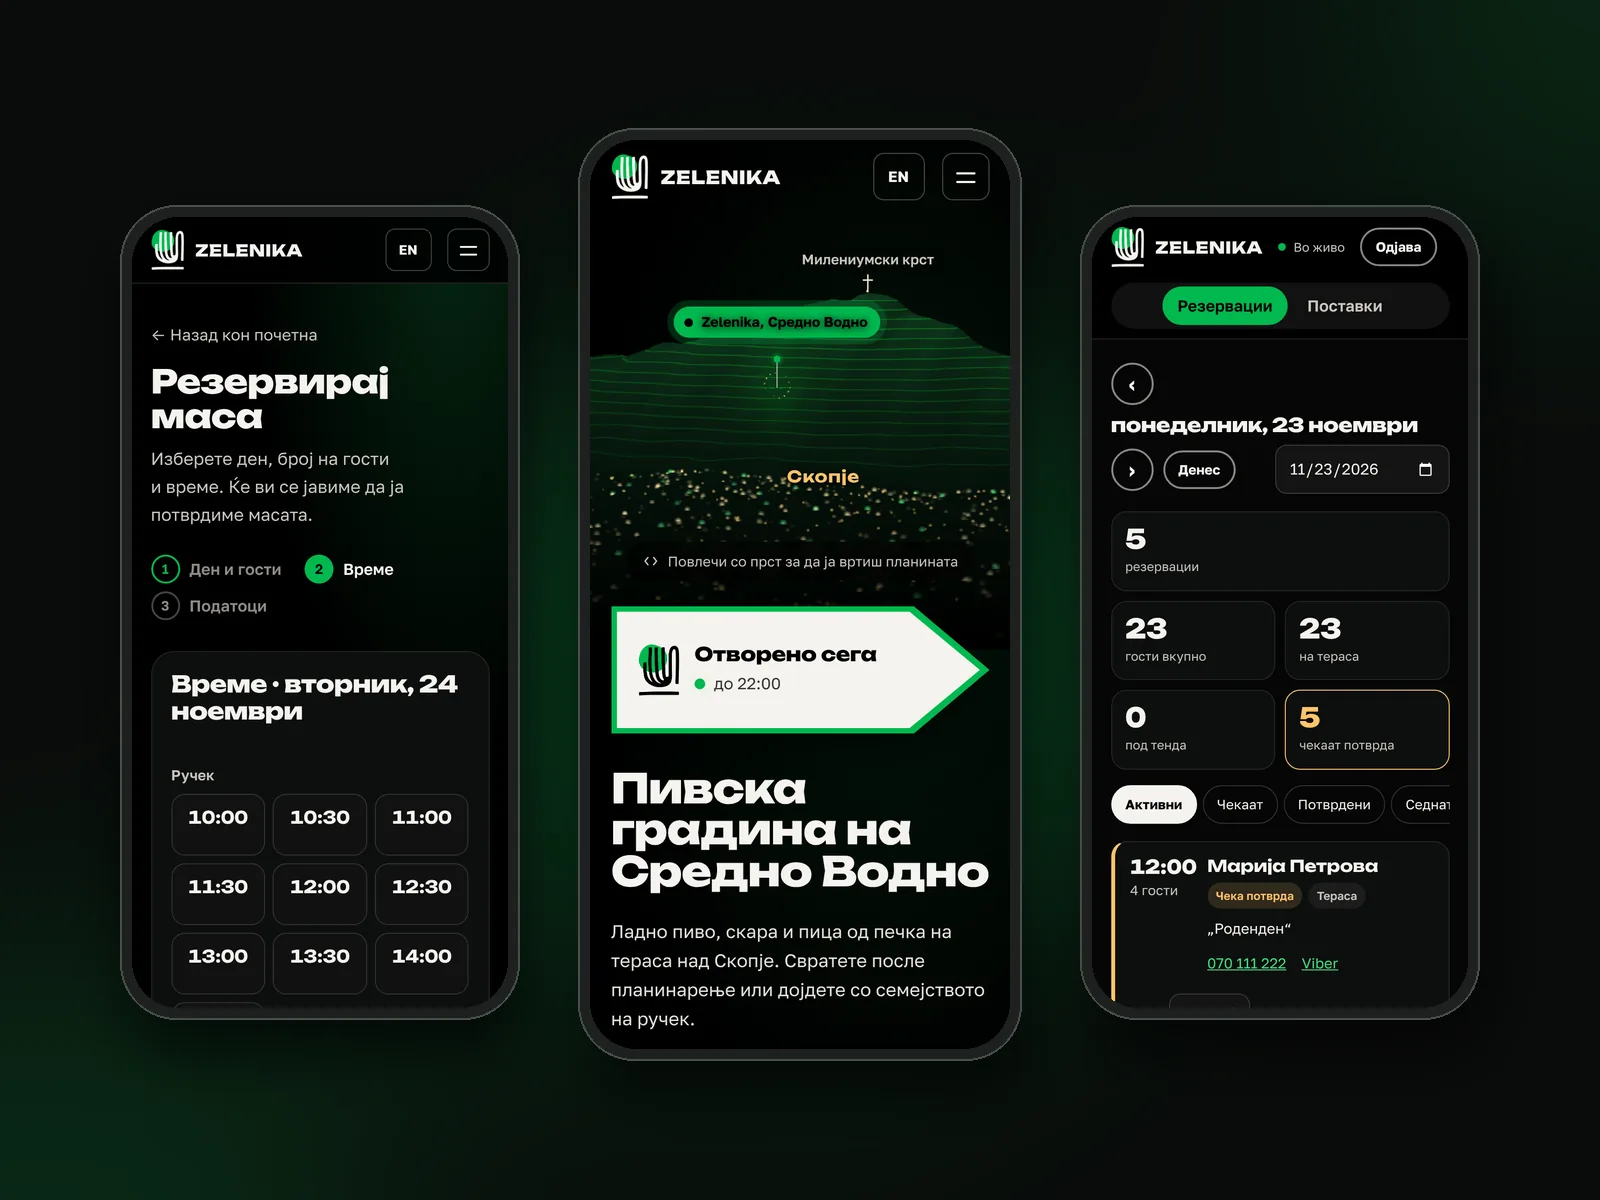 ZELENIKA
EN
← Назад кон почетна
Резервирај
маса
Изберете ден, број на гости
и време. Ќе ви се јавиме да ја
потврдиме масата.
1 Ден и гости 2 Време
3 Податоци
Време · вторник, 24
ноември
Ручек
10:00 10:30 11:00
11:30 12:00 12:30
13:00 13:30 14:00
ZELENIKA
EN
Милениумски крст
Zelenika, Средно Водно
Скопје
Повлечи со прст за да ја вртиш планината
Отворено сега
до 22:00
Пивска
градина на
Средно Водно
Ладно пиво, скара и пица од печка на
тераса над Скопје. Свратете после
планинарење или дојдете со семејството
на ручек.
ZELENIKA Во живо Одјава
Резервации Поставки
‹
понеделник, 23 ноември
› Денес 11/23/2026
5
резервации
23
гости вкупно
23
на тераса
0
под тенда
5
чекаат потврда
Активни Чекаат Потврдени Седнат
12:00 Марија Петрова
4 гости Чека потврда Тераса
„Роденден“
070 111 222 Viber